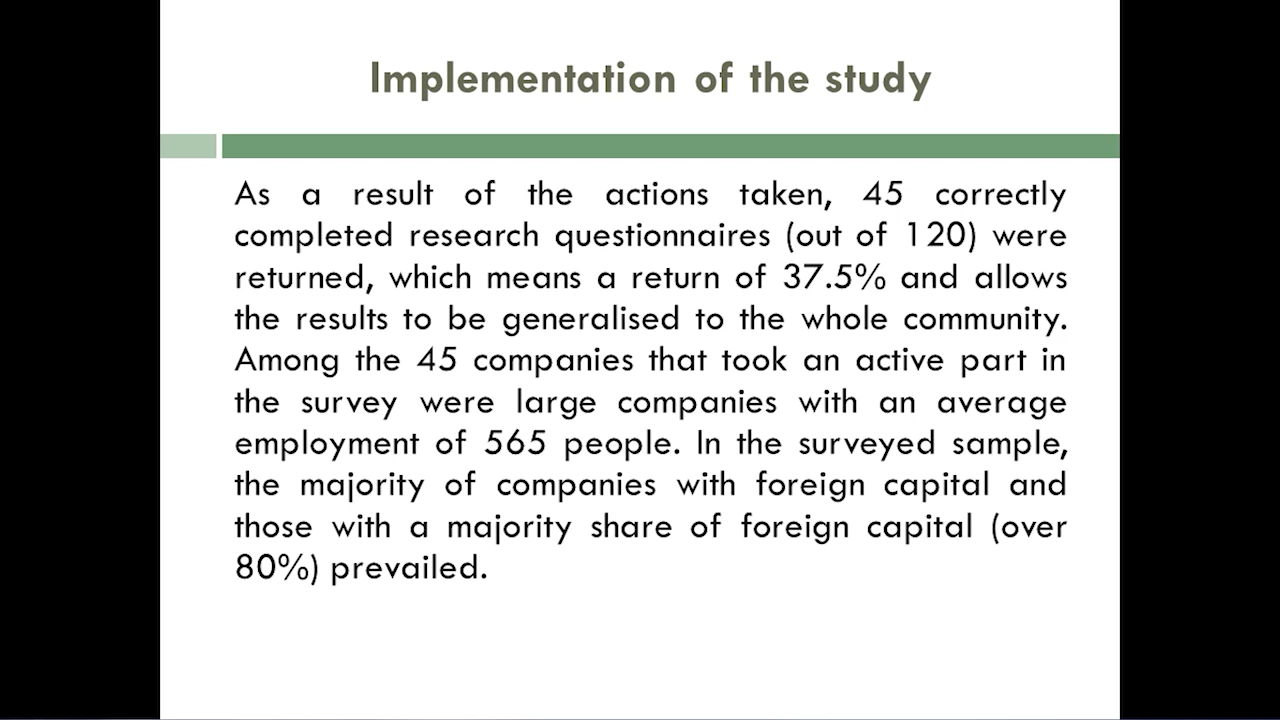 Implementation of the study
As a result of the actions taken, 45 correctly
completed research questionnaires (out of 120) were
returned, which means a return of 37.5% and allows
the results to be generalised to the whole community.
Among the 45 companies that took an active part in
the survey were large companies with an average
employment of 565 people. In the surveyed sample,
the majority of companies with foreign capital and
those with a majority share of foreign capital (over
80%) prevailed.